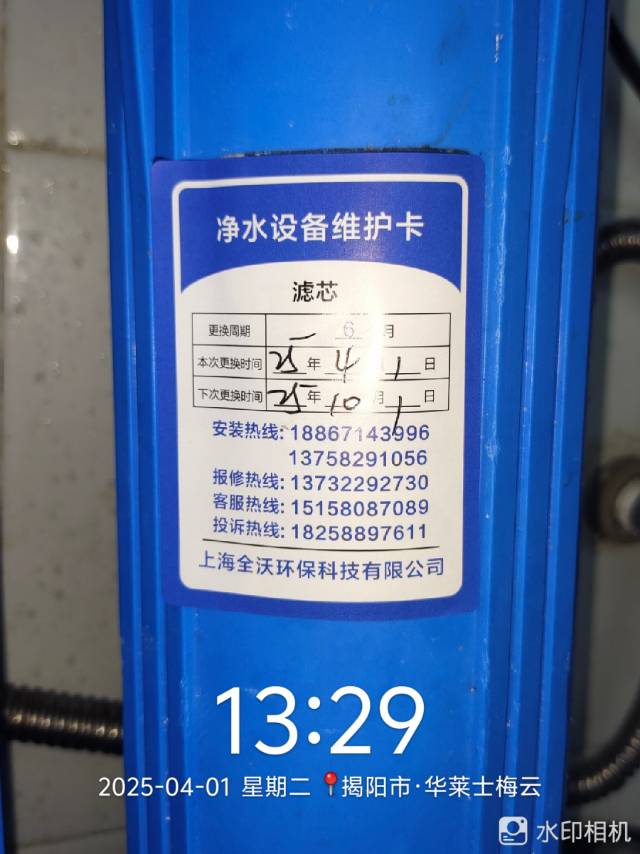 净水设备维护卡
滤芯
更换周期 一 6 月
本次更换时间 25 年 4 月 1 日
下次更换时间 25 年 10 月 1 日
安装热线: 18867143996
13758291056
报修热线: 13732292730
客服热线: 15158087089
投诉热线: 18258897611
上海全沃环保科技有限公司
13:29
2025-04-01 星期二 揭阳市·华莱士梅云
水印相机